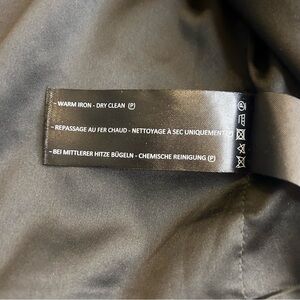 - WARM IRON - DRY CLEAN Ⓟ
- REPASSAGE AU FER CHAUD - NETTOYAGE À SEC UNIQUEMENT Ⓟ
- BEI MITTLERER HITZE BÜGELN - CHEMISCHE REINIGUNG Ⓟ